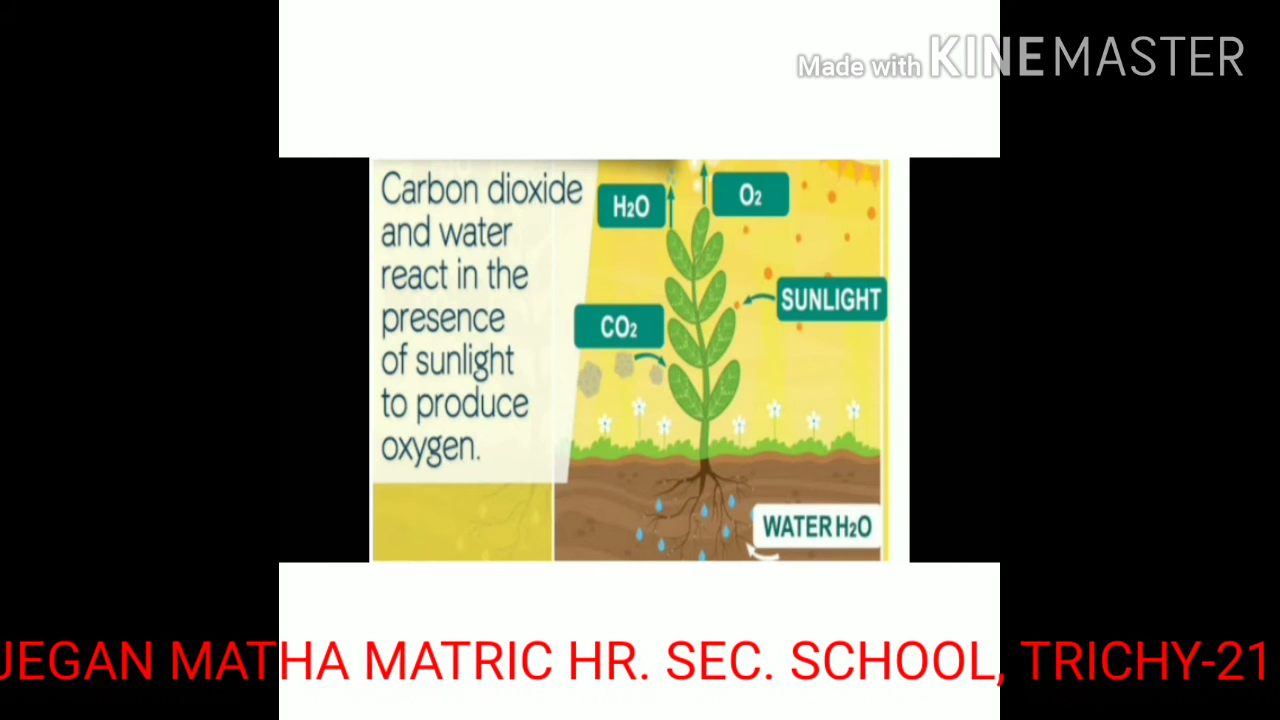 Made with KINEMASTER
Carbon dioxide
and water
react in the
presence
of sunlight
to produce
oxygen.
H2O
O2
SUNLIGHT
CO2
WATER H2O
JEGAN MATHA MATRIC HR. SEC. SCHOOL, TRICHY-21